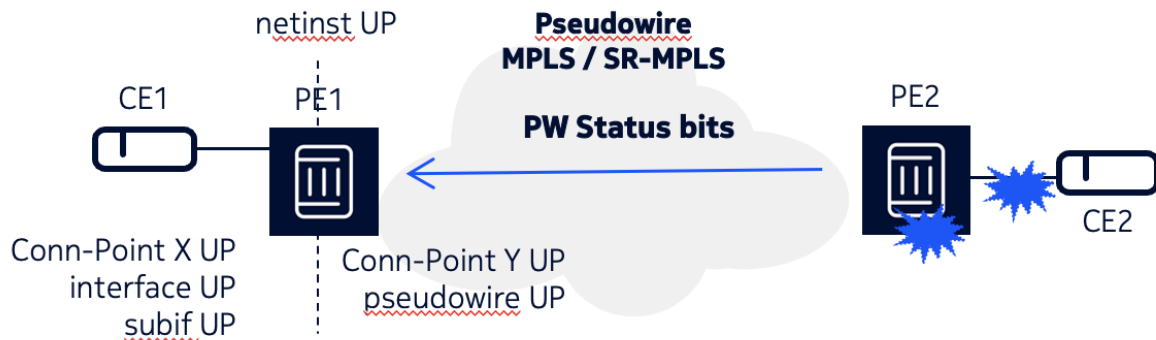 netinst UP
Pseudowire
MPLS / SR-MPLS
CE1
PE1
PE2
PW Status bits
CE2
Conn-Point X UP
interface UP
subif UP
Conn-Point Y UP
pseudowire UP